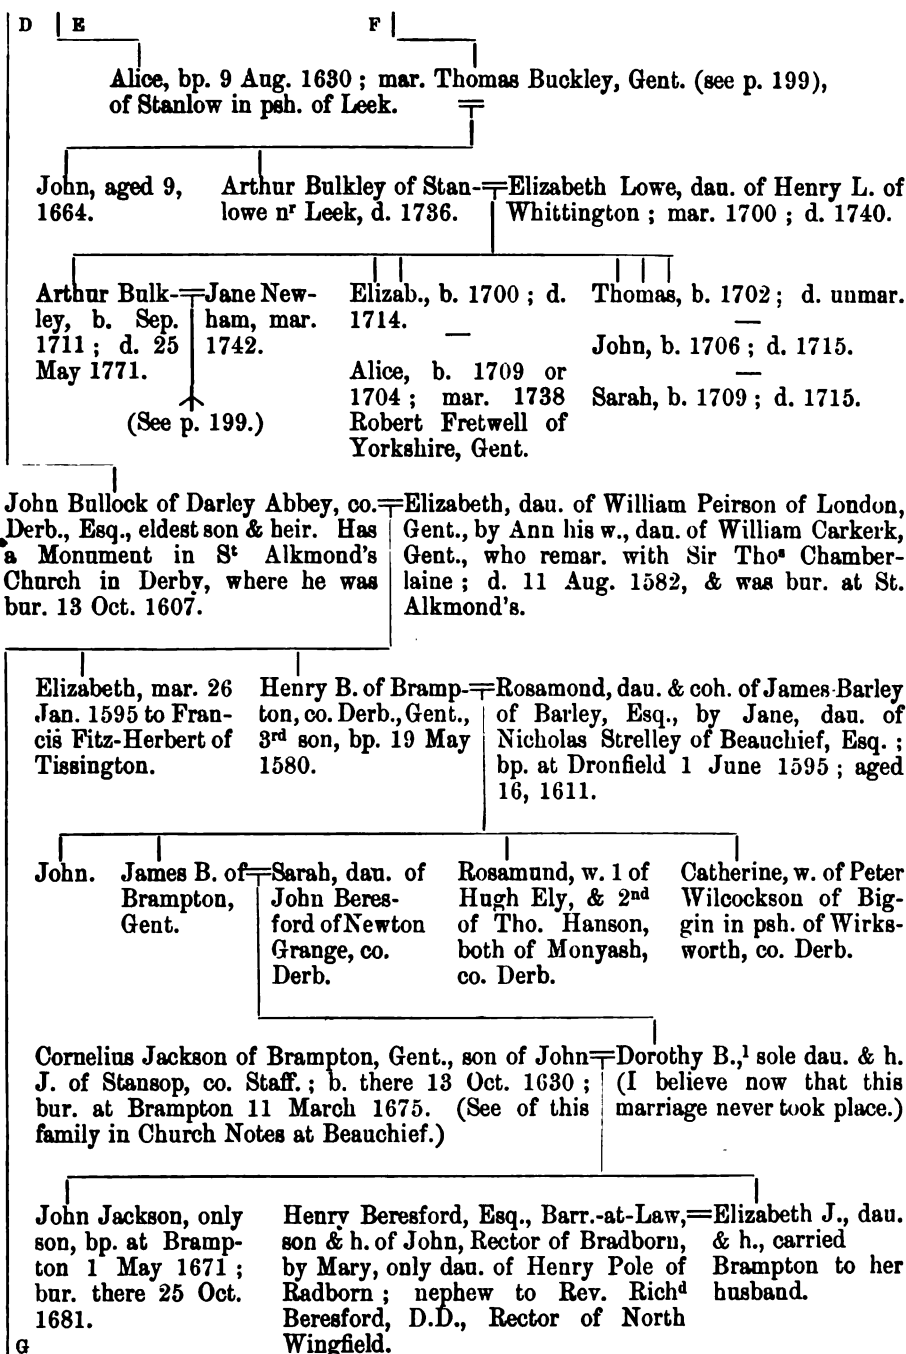 D E F
Alice, bp. 9 Aug. 1630 ; mar. Thomas Buckley, Gent. (see p. 199),
of Stanlow in psh. of Leek.
John, aged 9,
1664.
Arthur Bulkley of Stan-
lowe nr Leek, d. 1736.
Elizabeth Lowe, dau. of Henry L. of
Whittington ; mar. 1700 ; d. 1740.
Arthur Bulk-
ley, b. Sep.
1711 ; d. 25
May 1771.
Jane New-
ham, mar.
1742.
(See p. 199.)
Elizab., b. 1700 ; d.
1714.
—
Alice, b. 1709 or
1704 ; mar. 1738
Robert Fretwell of
Yorkshire, Gent.
Thomas, b. 1702 ; d. unmar.
—
John, b. 1706 ; d. 1715.
—
Sarah, b. 1709 ; d. 1715.
John Bullock of Darley Abbey, co.
Derb., Esq., eldest son & heir. Has
a Monument in St Alkmond's
Church in Derby, where he was
bur. 13 Oct. 1607.
Elizabeth, dau. of William Peirson of London,
Gent., by Ann his w., dau. of William Carkerk,
Gent., who remar. with Sir Thos Chamber-
laine ; d. 11 Aug. 1582, & was bur. at St.
Alkmond's.
Elizabeth, mar. 26
Jan. 1595 to Fran-
cis Fitz-Herbert of
Tissington.
Henry B. of Bramp-
ton, co. Derb., Gent.,
3rd son, bp. 19 May
1580.
Rosamond, dau. & coh. of James Barley
of Barley, Esq., by Jane, dau. of
Nicholas Strelley of Beauchief, Esq. ;
bp. at Dronfield 1 June 1595 ; aged
16, 1611.
John.
James B. of
Brampton,
Gent.
Sarah, dau. of
John Beres-
ford of Newton
Grange, co.
Derb.
Rosamund, w. 1 of
Hugh Ely, & 2nd
of Tho. Hanson,
both of Monyash,
co. Derb.
Catherine, w. of Peter
Wilcockson of Big-
gin in psh. of Wirks-
worth, co. Derb.
Cornelius Jackson of Brampton, Gent., son of John
J. of Stansop, co. Staff. ; b. there 13 Oct. 1630 ;
bur. at Brampton 11 March 1675. (See of this
family in Church Notes at Beauchief.)
Dorothy B.,1 sole dau. & h.
(I believe now that this
marriage never took place.)
John Jackson, only
son, bp. at Bramp-
ton 1 May 1671 ;
bur. there 25 Oct.
1681.
Henry Beresford, Esq., Barr.-at-Law,
son & h. of John, Rector of Bradborn,
by Mary, only dau. of Henry Pole of
Radborn ; nephew to Rev. Richd
Beresford, D.D., Rector of North
Wingfield.
Elizabeth J., dau.
& h., carried
Brampton to her
husband.
G